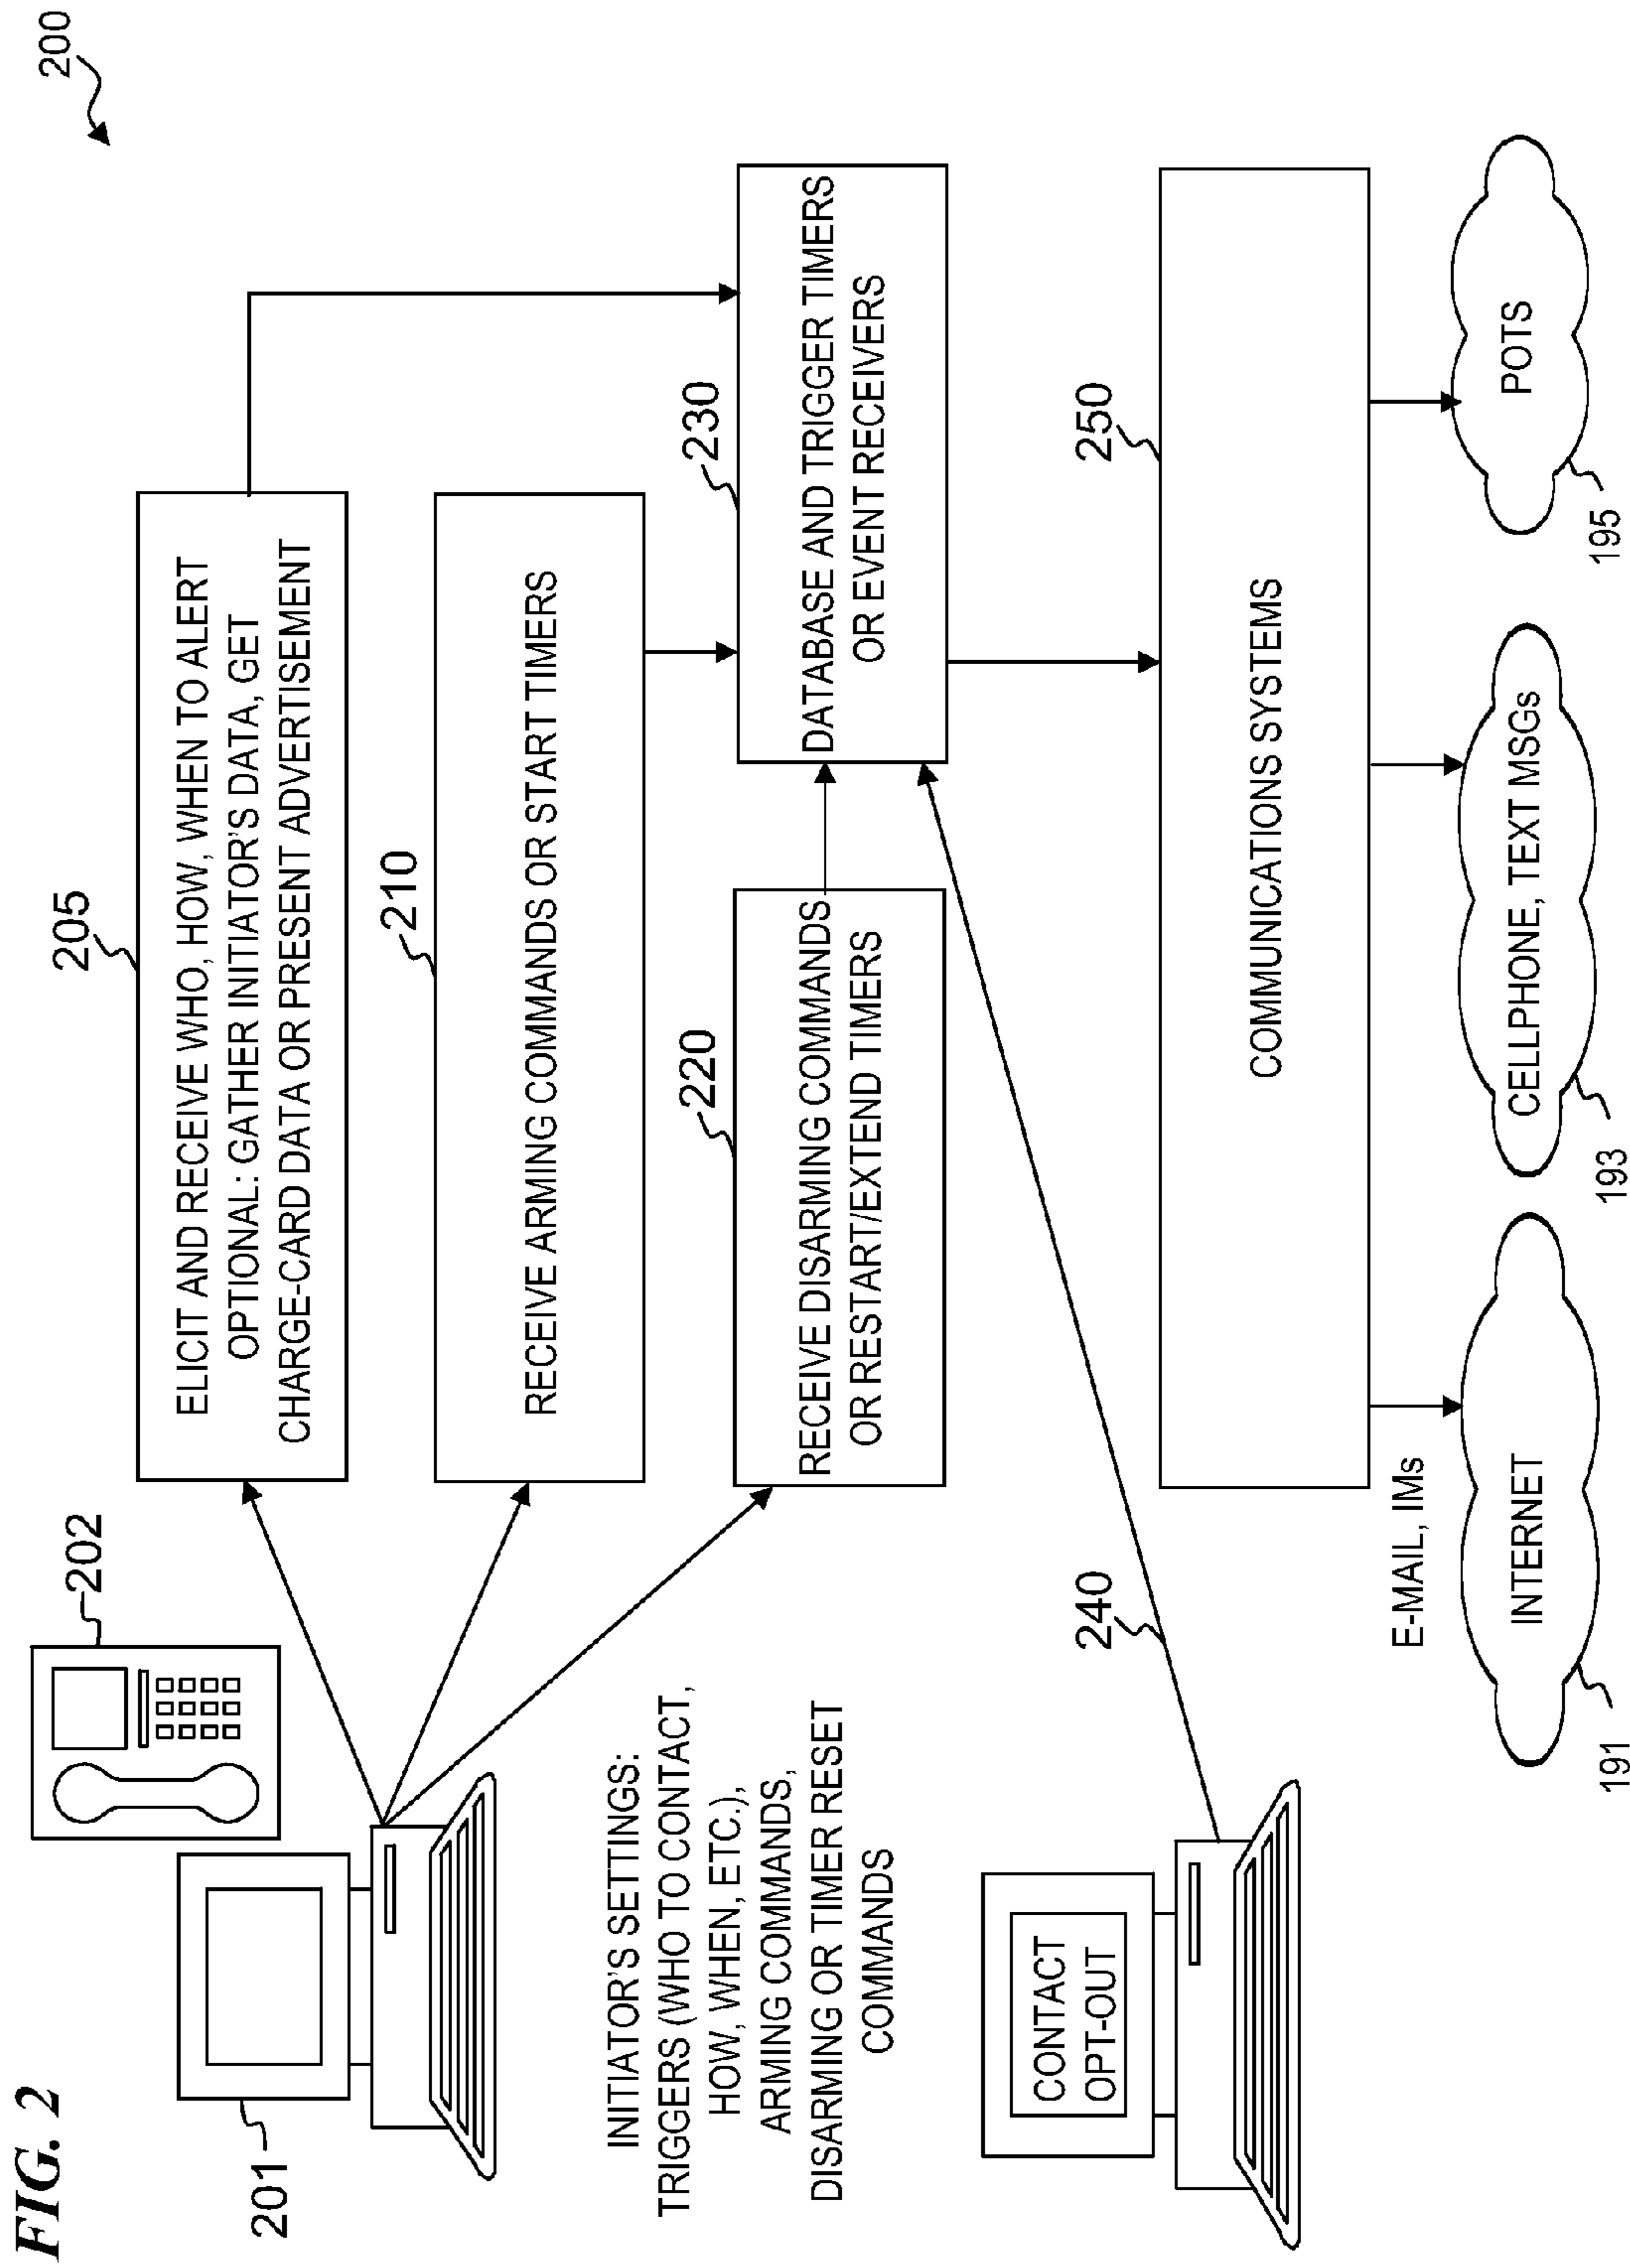 FIG. 2
200
201
202
205
ELICIT AND RECEIVE WHO, HOW, WHEN TO ALERT
OPTIONAL: GATHER INITIATOR'S DATA, GET
CHARGE-CARD DATA OR PRESENT ADVERTISEMENT
210
RECEIVE ARMING COMMANDS OR START TIMERS
INITIATOR'S SETTINGS:
TRIGGERS (WHO TO CONTACT,
HOW, WHEN, ETC.),
ARMING COMMANDS,
DISARMING OR TIMER RESET
COMMANDS
220
RECEIVE DISARMING COMMANDS
OR RESTART/EXTEND TIMERS
230
DATABASE AND TRIGGER TIMERS
OR EVENT RECEIVERS
CONTACT
OPT-OUT
240
250
COMMUNICATIONS SYSTEMS
E-MAIL, IMs
INTERNET
191
CELLPHONE, TEXT MSGs
193
POTS
195